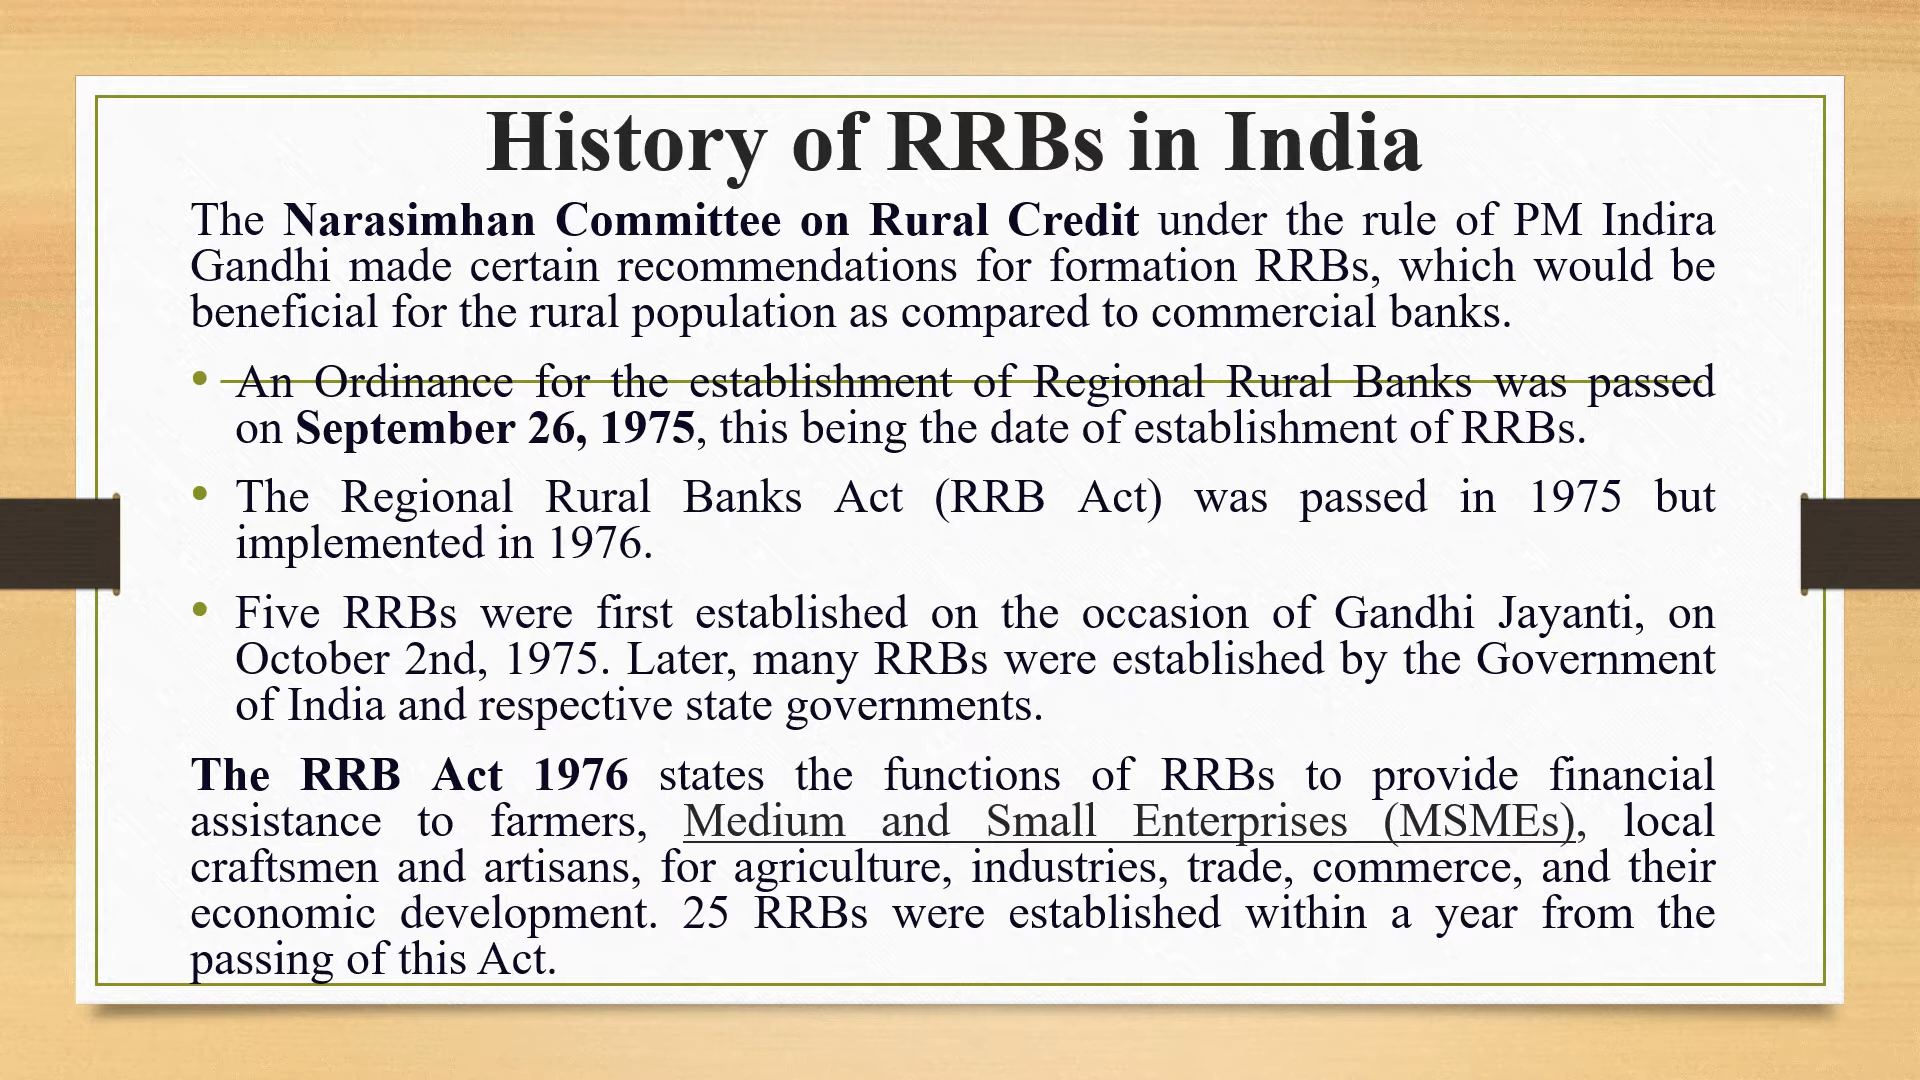 History of RRBs in India
The Narasimhan Committee on Rural Credit under the rule of PM Indira
Gandhi made certain recommendations for formation RRBs, which would be
beneficial for the rural population as compared to commercial banks.
• An Ordinance for the establishment of Regional Rural Banks was passed
on September 26, 1975, this being the date of establishment of RRBs.
• The Regional Rural Banks Act (RRB Act) was passed in 1975 but
implemented in 1976.
• Five RRBs were first established on the occasion of Gandhi Jayanti, on
October 2nd, 1975. Later, many RRBs were established by the Government
of India and respective state governments.
The RRB Act 1976 states the functions of RRBs to provide financial
assistance to farmers, Medium and Small Enterprises (MSMEs), local
craftsmen and artisans, for agriculture, industries, trade, commerce, and their
economic development. 25 RRBs were established within a year from the
passing of this Act.